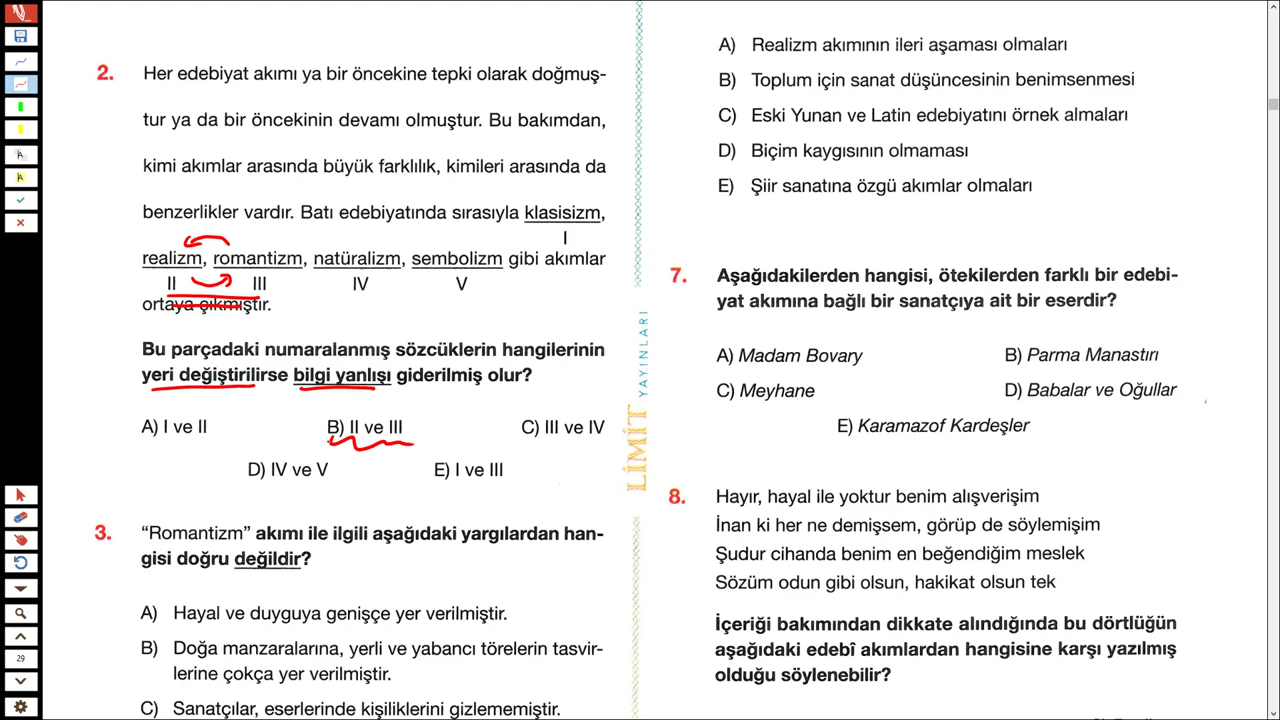 2. Her edebiyat akımı ya bir öncekine tepki olarak doğmuş-
tur ya da bir öncekinin devamı olmuştur. Bu bakımdan,
kimi akımlar arasında büyük farklılık, kimileri arasında da
benzerlikler vardır. Batı edebiyatında sırasıyla klasisizm,
I
realizm, romantizm, natüralizm, sembolizm gibi akımlar
II III IV V
ortaya çıkmıştır.
Bu parçadaki numaralanmış sözcüklerin hangilerinin
yeri değiştirilirse bilgi yanlışı giderilmiş olur?
A) I ve II B) II ve III C) III ve IV
D) IV ve V E) I ve III
3. “Romantizm” akımı ile ilgili aşağıdaki yargılardan han-
gisi doğru değildir?
A) Hayal ve duyguya genişçe yer verilmiştir.
B) Doğa manzaralarına, yerli ve yabancı törelerin tasvir-
lerine çokça yer verilmiştir.
C) Sanatçılar, eserlerinde kişiliklerini gizlememiştir.
LİMİT YAYINLARI
A) Realizm akımının ileri aşaması olmaları
B) Toplum için sanat düşüncesinin benimsenmesi
C) Eski Yunan ve Latin edebiyatını örnek almaları
D) Biçim kaygısının olmaması
E) Şiir sanatına özgü akımlar olmaları
7. Aşağıdakilerden hangisi, ötekilerden farklı bir edebi-
yat akımına bağlı bir sanatçıya ait bir eserdir?
A) Madam Bovary B) Parma Manastırı
C) Meyhane D) Babalar ve Oğullar
E) Karamazof Kardeşler
8. Hayır, hayal ile yoktur benim alışverişim
İnan ki her ne demişsem, görüp de söylemişim
Şudur cihanda benim en beğendiğim meslek
Sözüm odun gibi olsun, hakikat olsun tek
İçeriği bakımından dikkate alındığında bu dörtlüğün
aşağıdaki edebî akımlardan hangisine karşı yazılmış
olduğu söylenebilir?
29